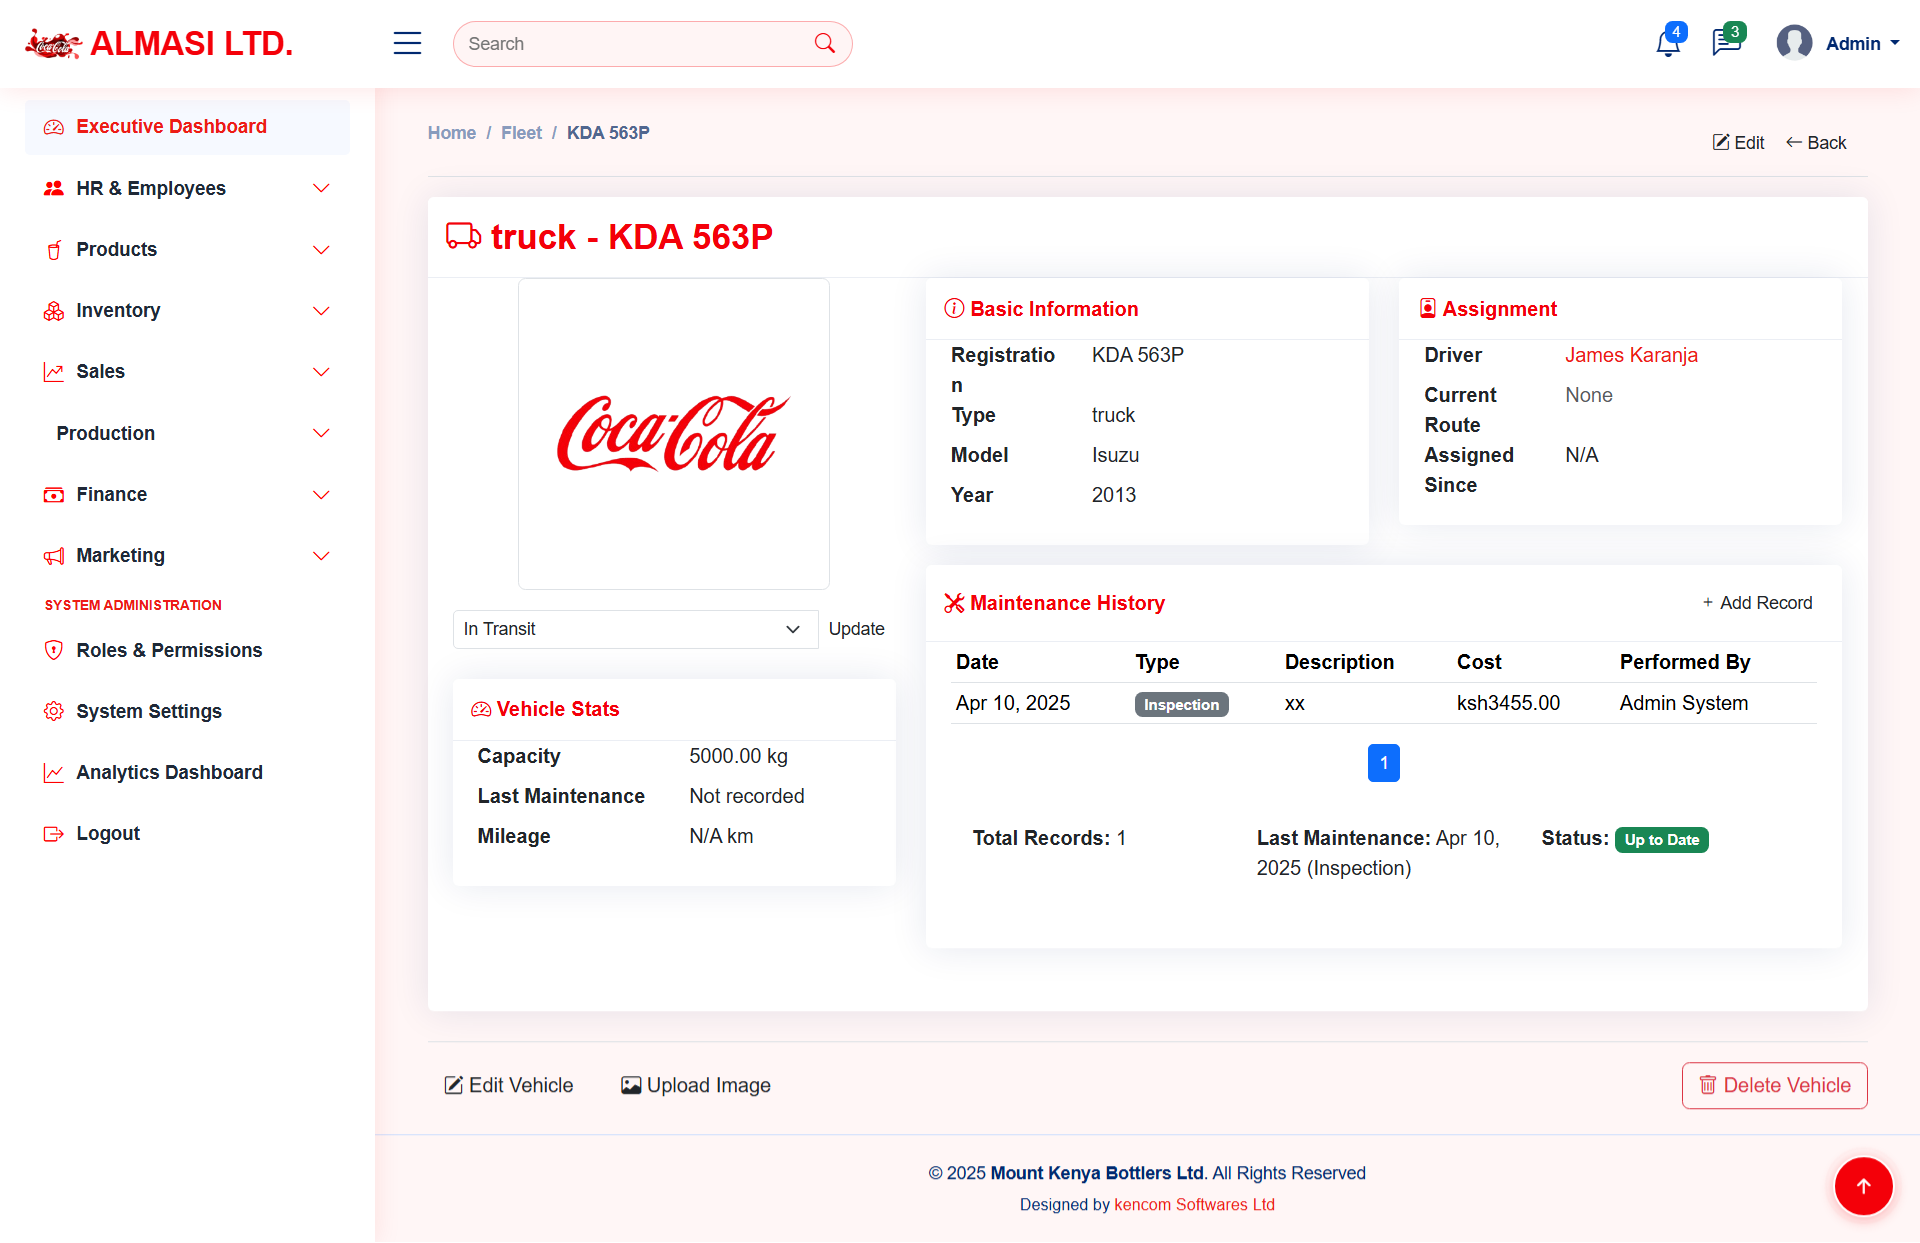 Coca-Cola ALMASI LTD.
Search
4
3
Admin
Executive Dashboard
HR & Employees
Products
Inventory
Sales
Production
Finance
Marketing
SYSTEM ADMINISTRATION
Roles & Permissions
System Settings
Analytics Dashboard
Logout
Home / Fleet / KDA 563P
Edit
Back
truck - KDA 563P
Coca-Cola
In Transit
Update
Vehicle Stats
Capacity 5000.00 kg
Last Maintenance Not recorded
Mileage N/A km
Basic Information
Registratio KDA 563P
n
Type truck
Model Isuzu
Year 2013
Assignment
Driver James Karanja
Current None
Route
Assigned N/A
Since
Maintenance History
+ Add Record
Date Type Description Cost Performed By
Apr 10, 2025 Inspection xx ksh3455.00 Admin System
1
Total Records: 1
Last Maintenance: Apr 10,
2025 (Inspection)
Status: Up to Date
Edit Vehicle
Upload Image
Delete Vehicle
© 2025 Mount Kenya Bottlers Ltd. All Rights Reserved
Designed by kencom Softwares Ltd